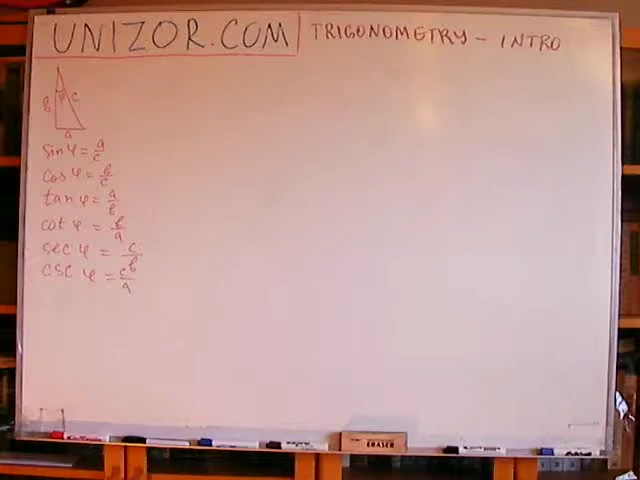 UNIZOR.COM TRIGONOMETRY - INTRO
b φ c
a
sin φ = a/c
cos φ = b/c
tan φ = a/b
cot φ = b/a
sec φ = c/b
csc φ = c/a
ERASER